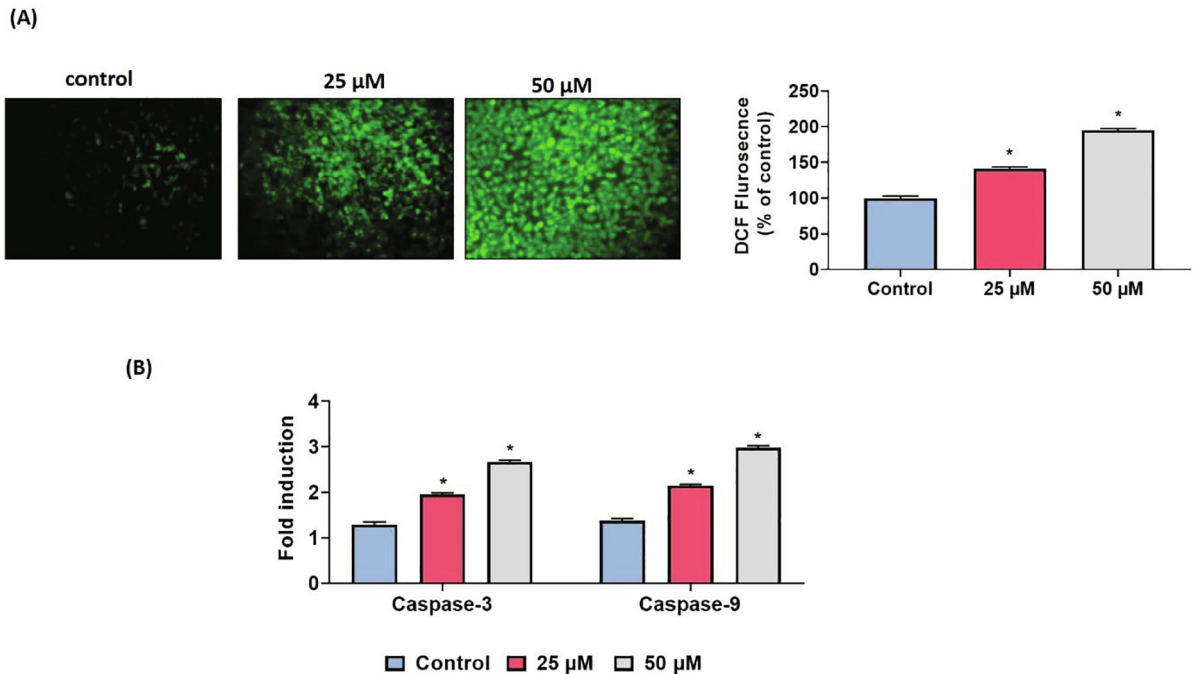 (A)
control
25 μM
50 μM
250
200
150
100
50
0
DCF Flurosecnce
(% of control)
*
*
Control
25 μM
50 μM
(B)
4
3
2
1
0
Fold induction
*
*
*
*
Caspase-3
Caspase-9
Control
25 μM
50 μM